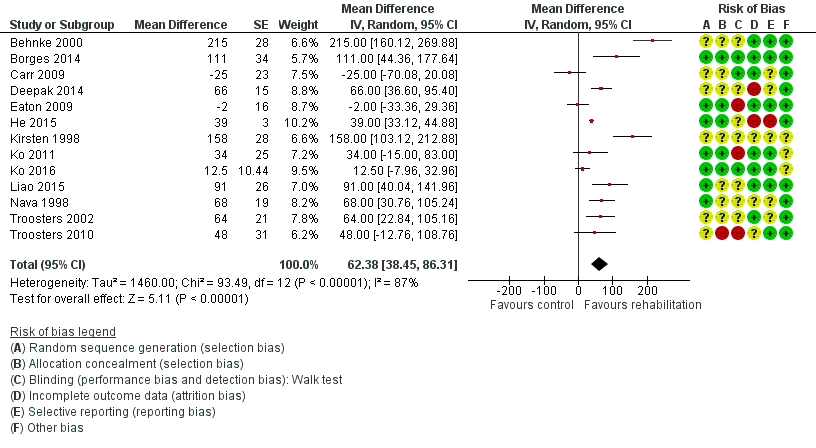 Mean Difference Mean Difference Risk of Bias
Study or Subgroup Mean Difference SE Weight IV, Random, 95% CI IV, Random, 95% CI A B C D E F
Behnke 2000 215 28 6.6% 215.00 [160.12, 269.88] ? ? ? + + +
Borges 2014 111 34 5.8% 111.00 [44.36, 177.64] + + + + + +
Carr 2009 -25 23 7.4% -25.00 [-70.08, 20.08] ? ? + + ? +
Deepak 2014 66 15 8.7% 66.00 [36.60, 95.40] ? ? ? - ? +
Eaton 2009 -2 16 8.6% -2.00 [-33.36, 29.36] + + - + + +
He 2015 39 3 10.2% 39.00 [33.12, 44.88] + + ? - - +
Kirsten 1998 158 28 6.6% 158.00 [103.12, 212.88] ? ? ? ? ? ?
Ko 2011 34 25 7.2% 34.00 [-15.00, 83.00] + + - + + ?
Ko 2016 12.5 10.44 9.5% 12.50 [-7.96, 32.96] + + + + + ?
Liao 2015 91 26 7.0% 91.00 [40.04, 141.96] + ? ? + + +
Nava 1998 68 19 8.1% 68.00 [30.76, 105.24] + ? ? ? ? +
Troosters 2002 64 21 7.8% 64.00 [22.84, 105.16] ? ? ? ? + +
Troosters 2010 48 31 6.2% 48.00 [-12.76, 108.76] ? - - ? + +
Total (95% CI) 100.0% 62.38 [38.45, 86.31]
Heterogeneity: Tau² = 1460.00; Chi² = 93.49, df = 12 (P < 0.00001); I² = 87%
Test for overall effect: Z = 5.11 (P < 0.00001)
-200 -100 0 100 200
Favours control Favours rehabilitation
Risk of bias legend
(A) Random sequence generation (selection bias)
(B) Allocation concealment (selection bias)
(C) Blinding (performance bias and detection bias): Walk test
(D) Incomplete outcome data (attrition bias)
(E) Selective reporting (reporting bias)
(F) Other bias